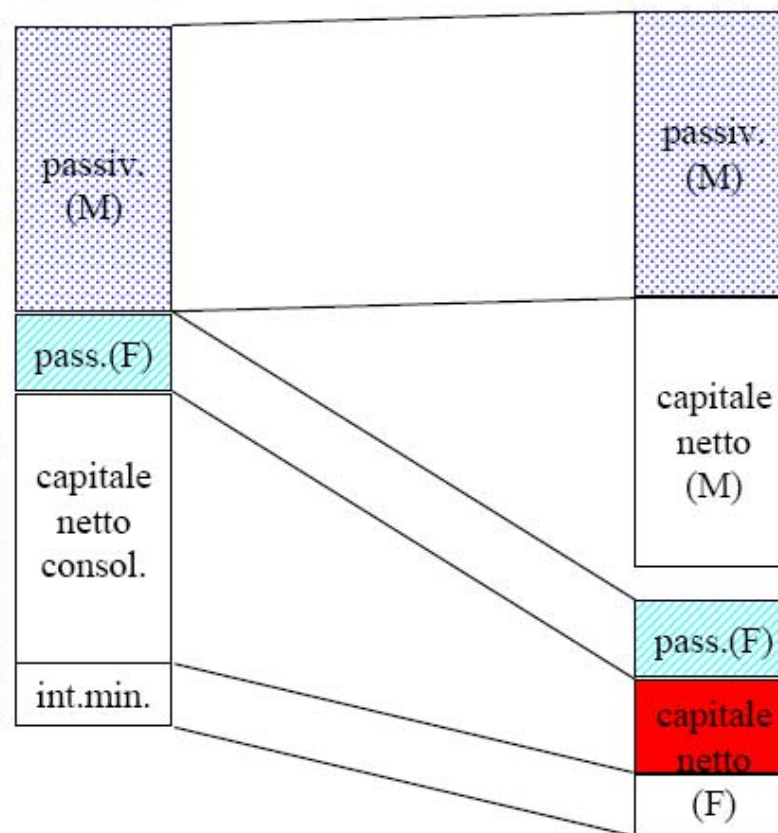 passiv.
(M)
pass.(F)
capitale
netto
consol.
int.min.
passiv.
(M)
capitale
netto
(M)
pass.(F)
capitale
netto
(F)